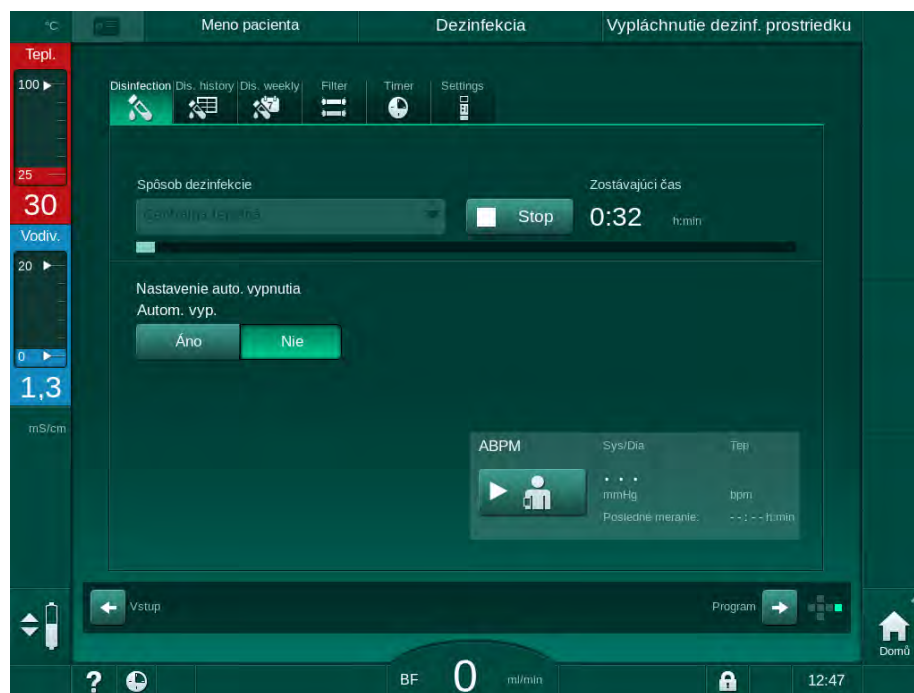 °C Meno pacienta Dezinfekcia Vypláchnutie dezinf. prostriedku
Tepl.
100
25
30
Vodiv.
20
0
1,3
mS/cm
Disinfection Dis. history Dis. weekly Filter Timer Settings
7
Spôsob dezinfekcie
Zostávajúci čas
Centrálna tepelná
Stop
0:32 h:min
Nastavenie auto. vypnutia
Autom. vyp.
Áno Nie
ABPM Sys/Dia Tep
. . .
mmHg bpm
Posledné meranie: --:-- h:min
Vstup Program
Domů
? BF 0 ml/min 12:47